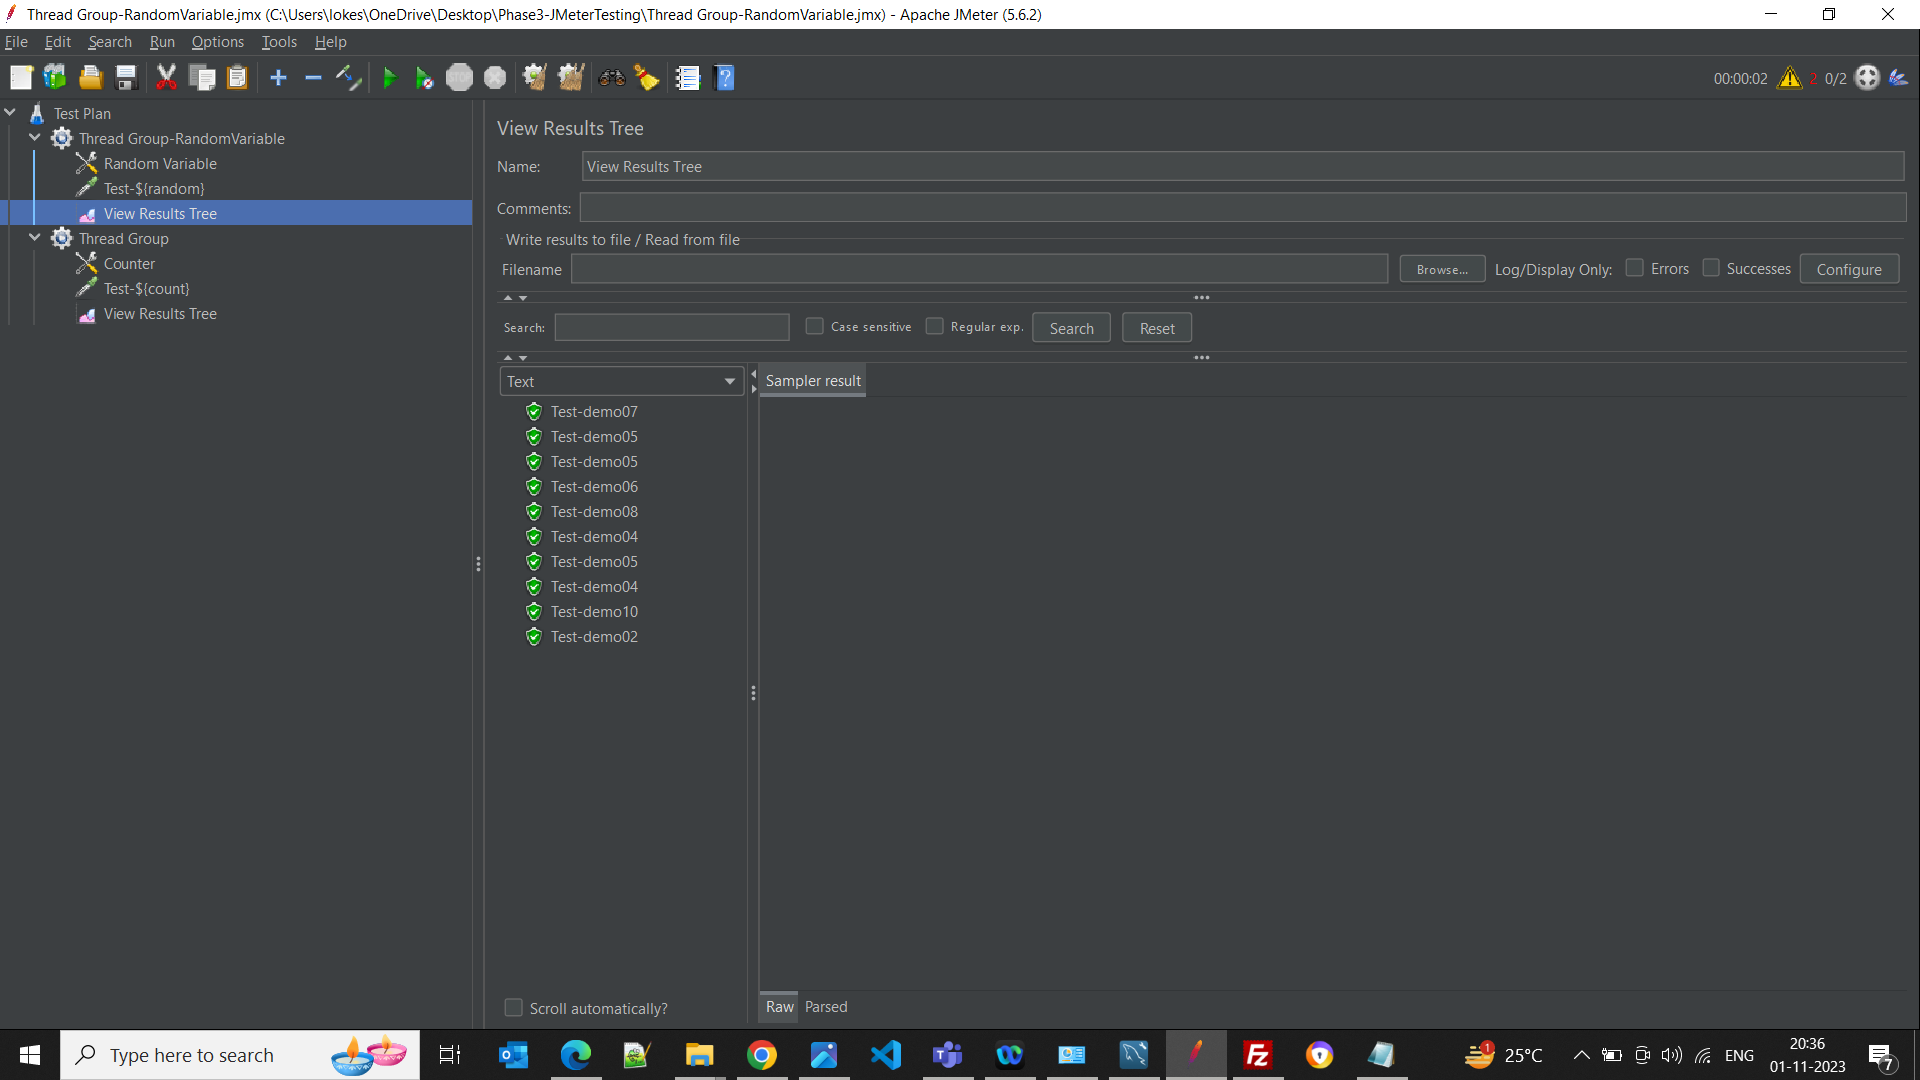 Thread Group-RandomVariable.jmx (C:\Users\lokes\OneDrive\Desktop\Phase3-JMeterTesting\Thread Group-RandomVariable.jmx) - Apache JMeter (5.6.2)
File Edit Search Run Options Tools Help
STOP
00:00:02 2 0/2
Test Plan
Thread Group-RandomVariable
Random Variable
Test-${random}
View Results Tree
Thread Group
Counter
Test-${count}
View Results Tree
View Results Tree
Name: View Results Tree
Comments:
Write results to file / Read from file
Filename Browse... Log/Display Only: Errors Successes Configure
Search: Case sensitive Regular exp. Search Reset
Text
Sampler result
Test-demo07
Test-demo05
Test-demo05
Test-demo06
Test-demo08
Test-demo04
Test-demo05
Test-demo04
Test-demo10
Test-demo02
Scroll automatically?
Raw Parsed
Type here to search
1 25°C ENG 20:36
01-11-2023
7